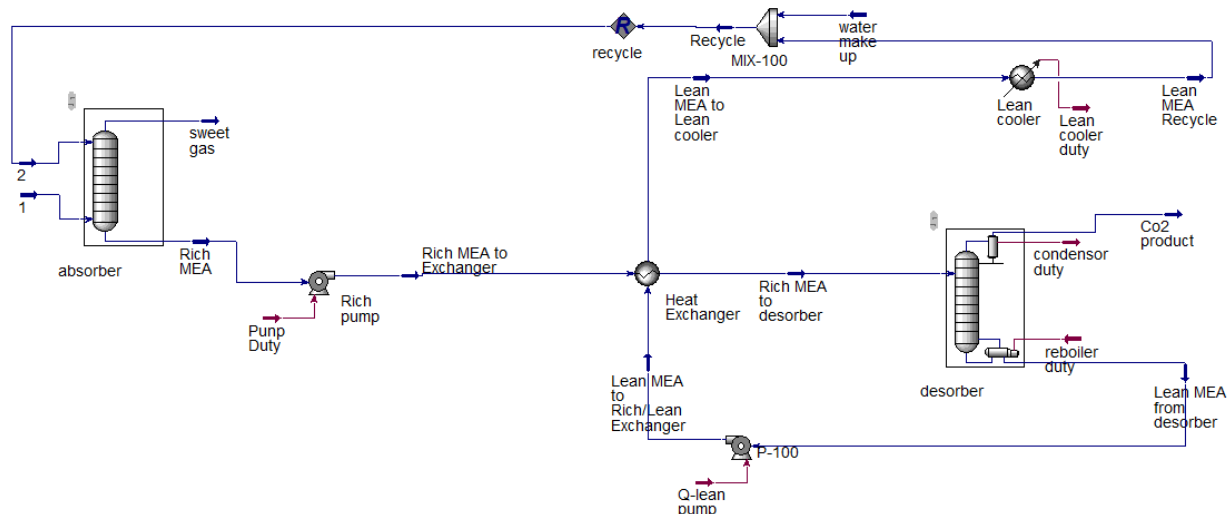 R
recycle
Recycle
MIX-100
water
make
up
Lean
MEA to
Lean
cooler
Lean
cooler
Lean
cooler
duty
Lean
MEA
Recycle
sweet
gas
2
1
Rich
MEA
absorber
Rich MEA to
Exchanger
Rich
pump
Punp
Duty
Heat
Exchanger
Rich MEA
to
desorber
Co2
product
condensor
duty
reboiler
duty
desorber
Lean MEA
from
desorber
Lean MEA
to
Rich/Lean
Exchanger
P-100
Q-lean
pump